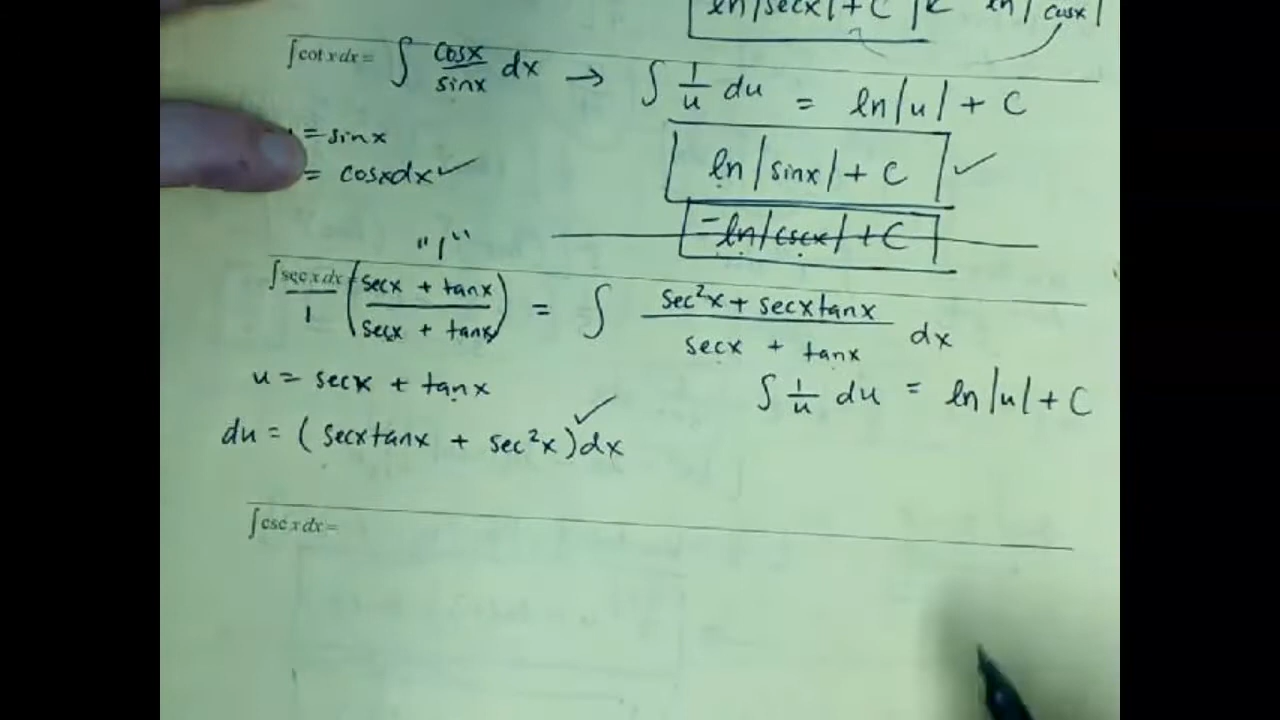 ln|secx| + C ln| cosx|
∫cot x dx = ∫ cosx/sinx dx → ∫ 1/u du = ln|u| + C
= sinx
= cosxdx ✓
ln|sinx| + C ✓
-ln|cscx| + C
"1"
∫sec x dx/1 (secx + tanx/secx + tanx) = ∫ sec²x + secxtanx/secx + tanx dx
u = secx + tanx
∫ 1/u du = ln|u| + C
du = (secxtanx + sec²x)dx ✓
∫csc x dx =